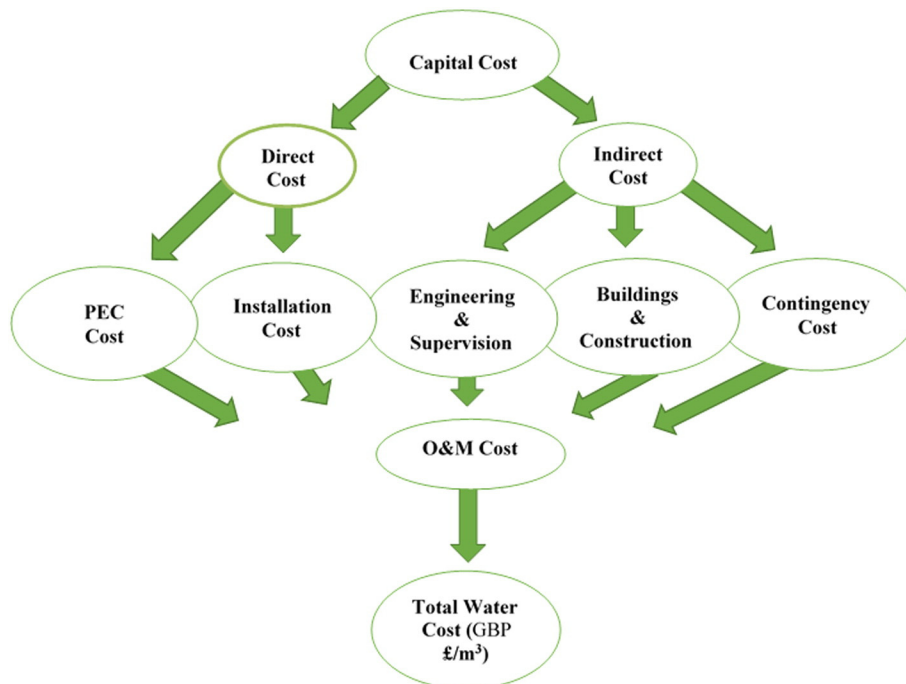 Capital Cost
Direct
Cost
Indirect
Cost
PEC
Cost
Installation
Cost
Engineering
&
Supervision
Buildings
&
Construction
Contingency
Cost
O&M Cost
Total Water
Cost (GBP
£/m³)